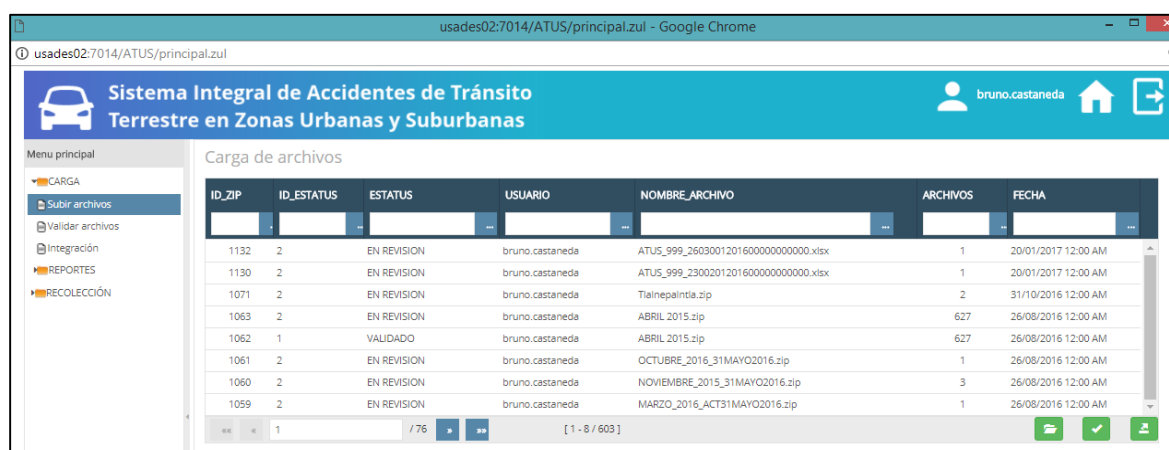 usades02:7014/ATUS/principal.zul - Google Chrome
usades02:7014/ATUS/principal.zul
Sistema Integral de Accidentes de Tránsito
Terrestre en Zonas Urbanas y Suburbanas
bruno.castaneda
Menu principal
CARGA
Subir archivos
Validar archivos
Integración
REPORTES
RECOLECCIÓN
Carga de archivos
ID_ZIP ID_ESTATUS ESTATUS USUARIO NOMBRE_ARCHIVO ARCHIVOS FECHA
1132 2 EN REVISION bruno.castaneda ATUS_999_2603001201600000000000.xlsx 1 20/01/2017 12:00 AM
1130 2 EN REVISION bruno.castaneda ATUS_999_2300201201600000000000.xlsx 1 20/01/2017 12:00 AM
1071 2 EN REVISION bruno.castaneda Tlalnepaintla.zip 2 31/10/2016 12:00 AM
1063 2 EN REVISION bruno.castaneda ABRIL 2015.zip 627 26/08/2016 12:00 AM
1062 1 VALIDADO bruno.castaneda ABRIL 2015.zip 627 26/08/2016 12:00 AM
1061 2 EN REVISION bruno.castaneda OCTUBRE_2016_31MAYO2016.zip 1 26/08/2016 12:00 AM
1060 2 EN REVISION bruno.castaneda NOVIEMBRE_2015_31MAYO2016.zip 3 26/08/2016 12:00 AM
1059 2 EN REVISION bruno.castaneda MARZO_2016_ACT31MAYO2016.zip 1 26/08/2016 12:00 AM
1 / 76 [ 1 - 8 / 603 ]